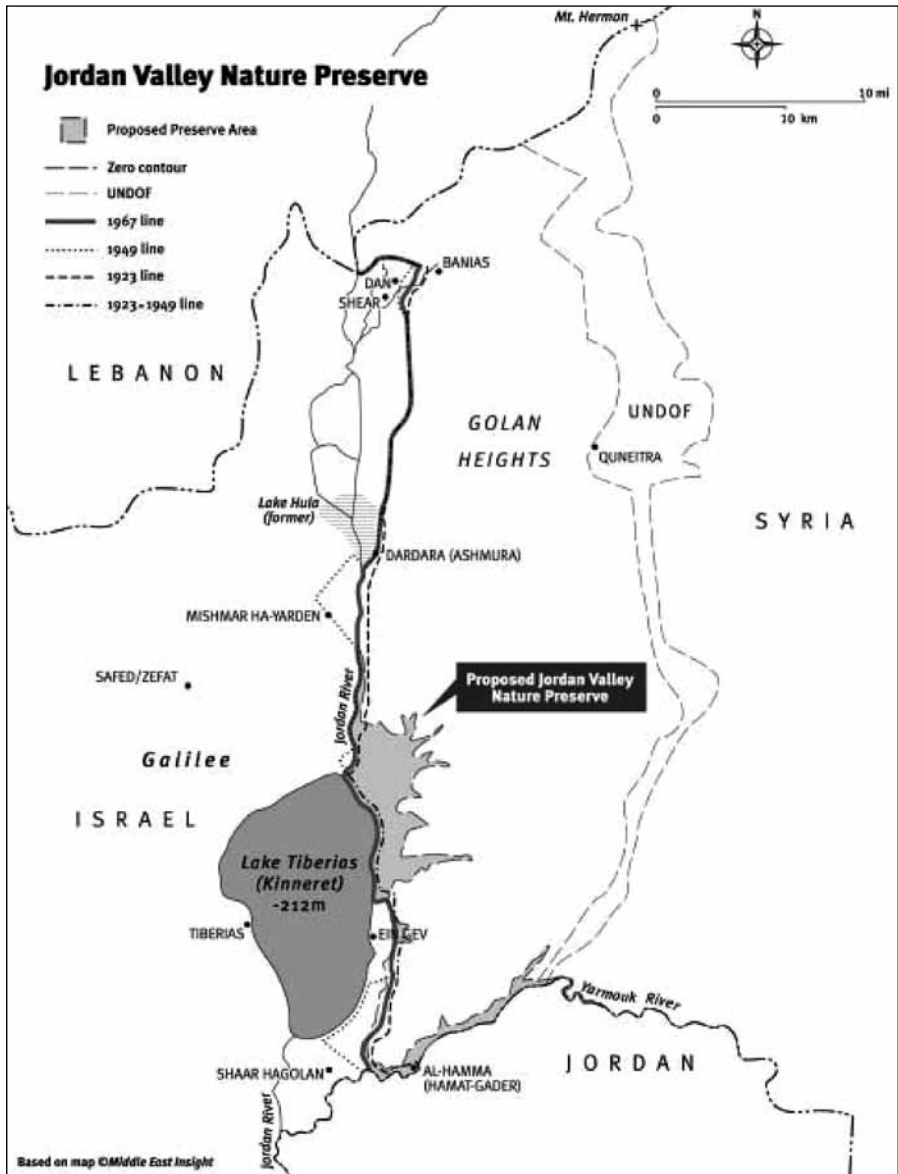 Mt. Hermon
N
Jordan Valley Nature Preserve
0 10 mi
0 10 km
Proposed Preserve Area
Zero contour
UNDOF
1967 line
1949 line
1923 line
1923-1949 line
BANIAS
DAN
SHEAR
LEBANON
GOLAN
HEIGHTS
UNDOF
QUNEITRA
Lake Hula
(former)
SYRIA
DARDARA (ASHMURA)
MISHMAR HA-YARDEN
SAFED/ZEFAT
Proposed Jordan Valley
Nature Preserve
Jordan River
Galilee
ISRAEL
Lake Tiberias
(Kinneret)
-212m
TIBERIAS
EIN GEV
Yarmouk River
JORDAN
SHAAR HAGOLAN
AL-HAMMA
(HAMAT-GADER)
Jordan River
Based on map ©Middle East Insight